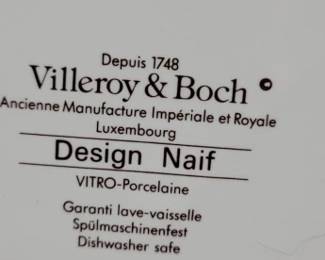 Depuis 1748
Villeroy & Boch ©
Ancienne Manufacture Impériale et Royale
Luxembourg
Design Naif
VITRO-Porcelaine
Garanti lave-vaisselle
Spülmaschinenfest
Dishwasher safe